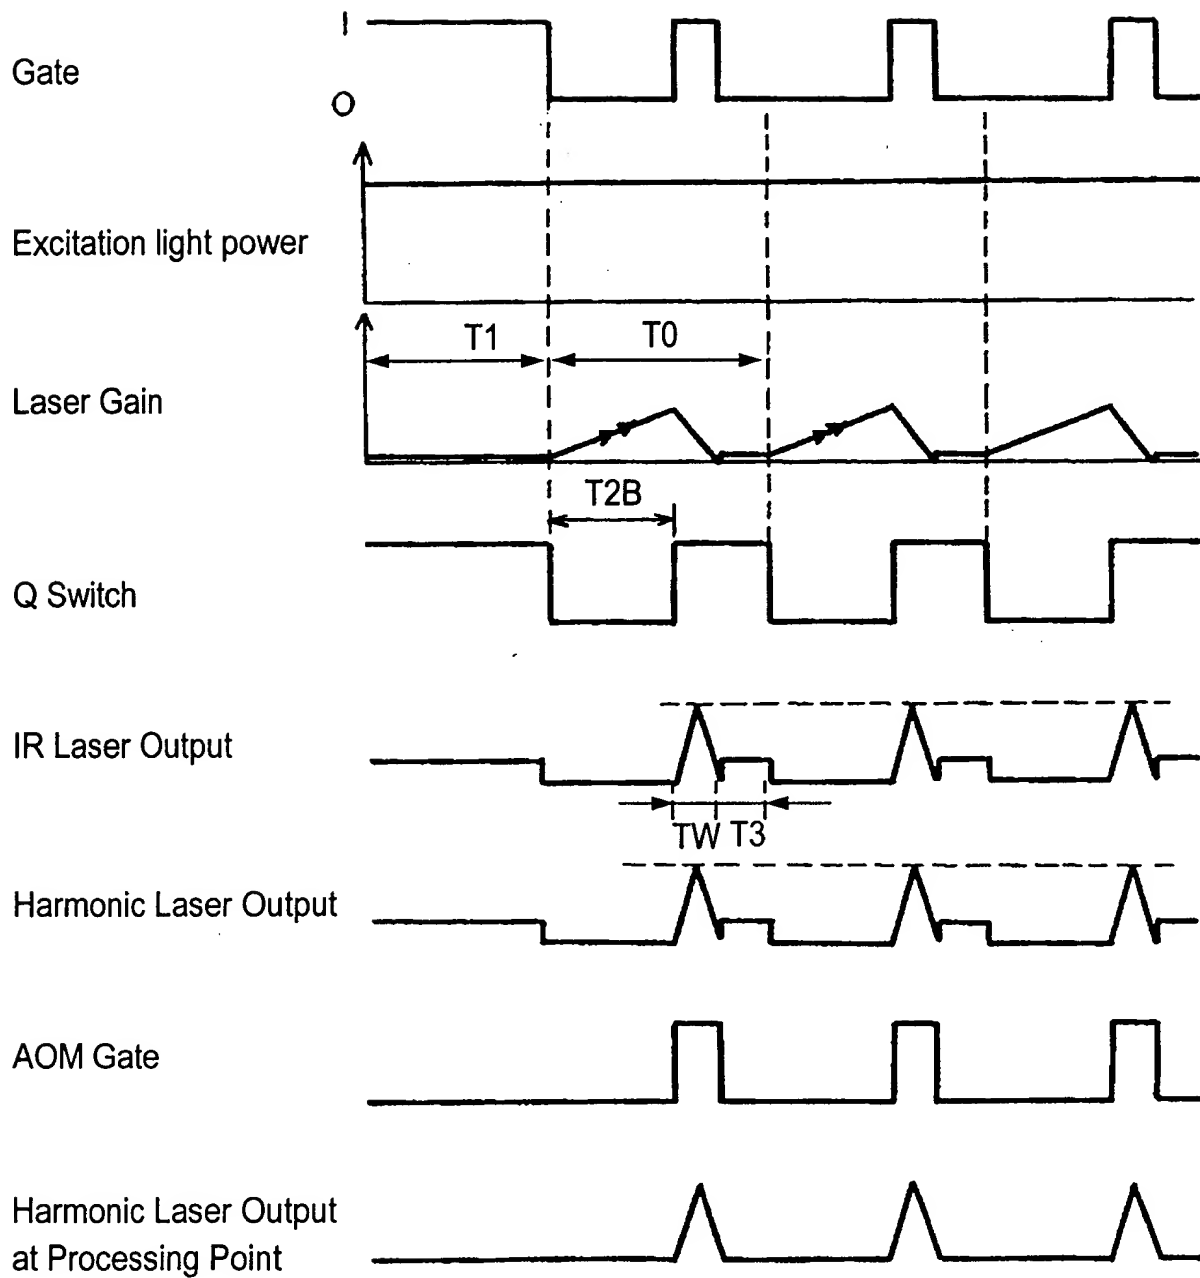 I
Gate
O
Excitation light power
T1
T0
Laser Gain
T2B
Q Switch
IR Laser Output
TW
T3
Harmonic Laser Output
AOM Gate
Harmonic Laser Output
at Processing Point